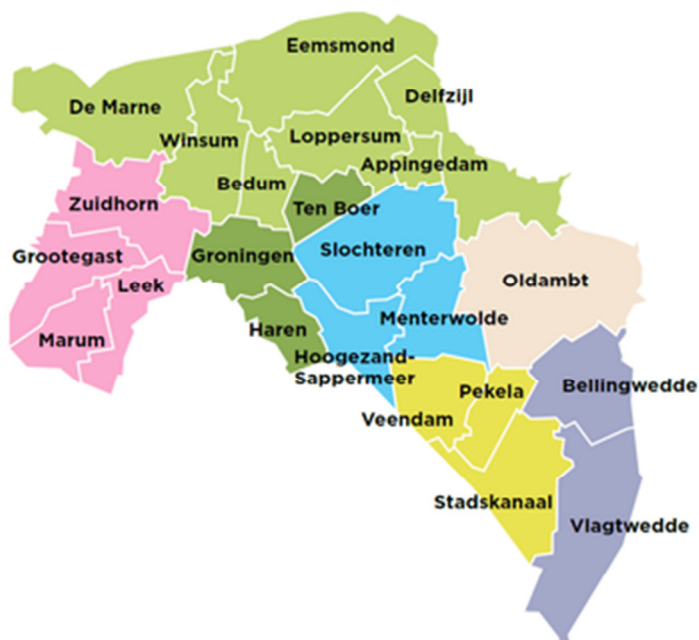 Eemsmond
De Marne
Delfzijl
Winsum
Loppersum
Appingedam
Bedum
Zuidhorn
Ten Boer
Grootegast
Groningen
Slochteren
Leek
Oldambt
Marum
Haren
Menterwolde
Hoogezand-
Sappermeer
Bellingwedde
Pekela
Veendam
Stadskanaal
Vlagtwedde